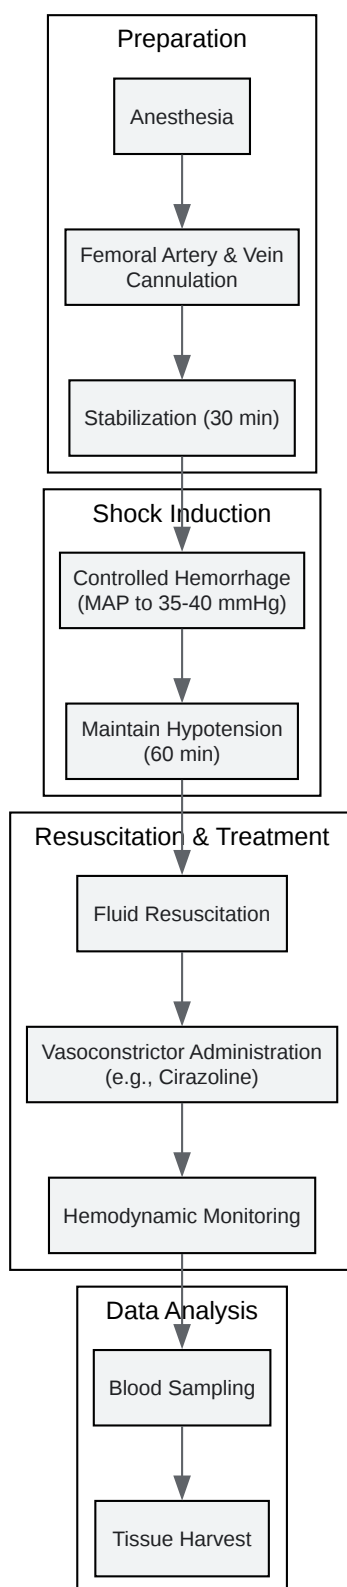 Preparation
Anesthesia
Femoral Artery & Vein
Cannulation
Stabilization (30 min)
Shock Induction
Controlled Hemorrhage
(MAP to 35-40 mmHg)
Maintain Hypotension
(60 min)
Resuscitation & Treatment
Fluid Resuscitation
Vasoconstrictor Administration
(e.g., Cirazoline)
Hemodynamic Monitoring
Data Analysis
Blood Sampling
Tissue Harvest